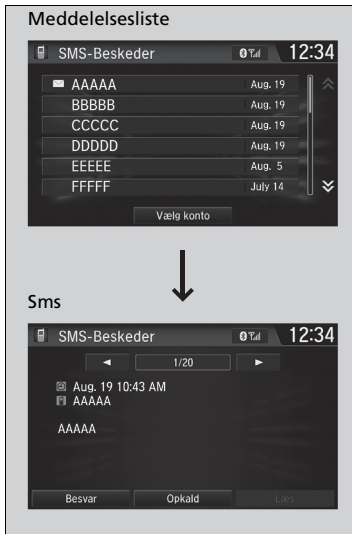 Meddelelsesliste
SMS-Beskeder 12:34
AAAAA Aug. 19
BBBBB Aug. 19
CCCCC Aug. 19
DDDDD Aug. 19
EEEEE Aug. 5
FFFFF July 14
Vælg konto
Sms
SMS-Beskeder 12:34
1/20
Aug. 19 10:43 AM
AAAAA
AAAAA
Besvar Opkald Læs